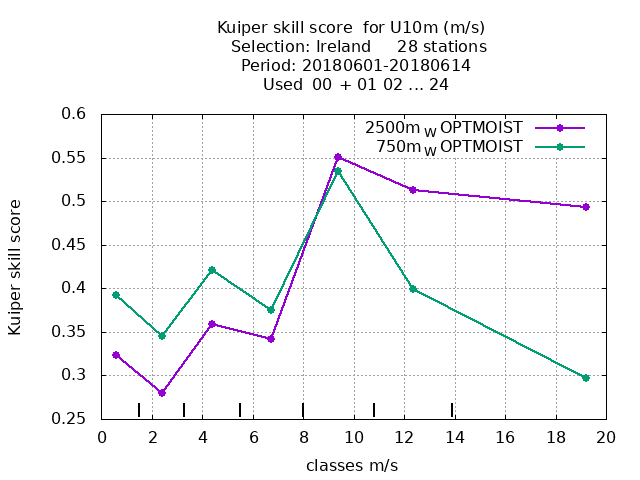 Kuiper skill score  for U10m (m/s)
Selection: Ireland     28 stations
Period: 20180601-20180614
Used  00 + 01 02 ... 24
0.6
2500m W OPTMOIST
750m W OPTMOIST
0.55
0.5
0.45
0.4
0.35
0.3
0.25
Kuiper skill score
0 2 4 6 8 10 12 14 16 18 20
classes m/s